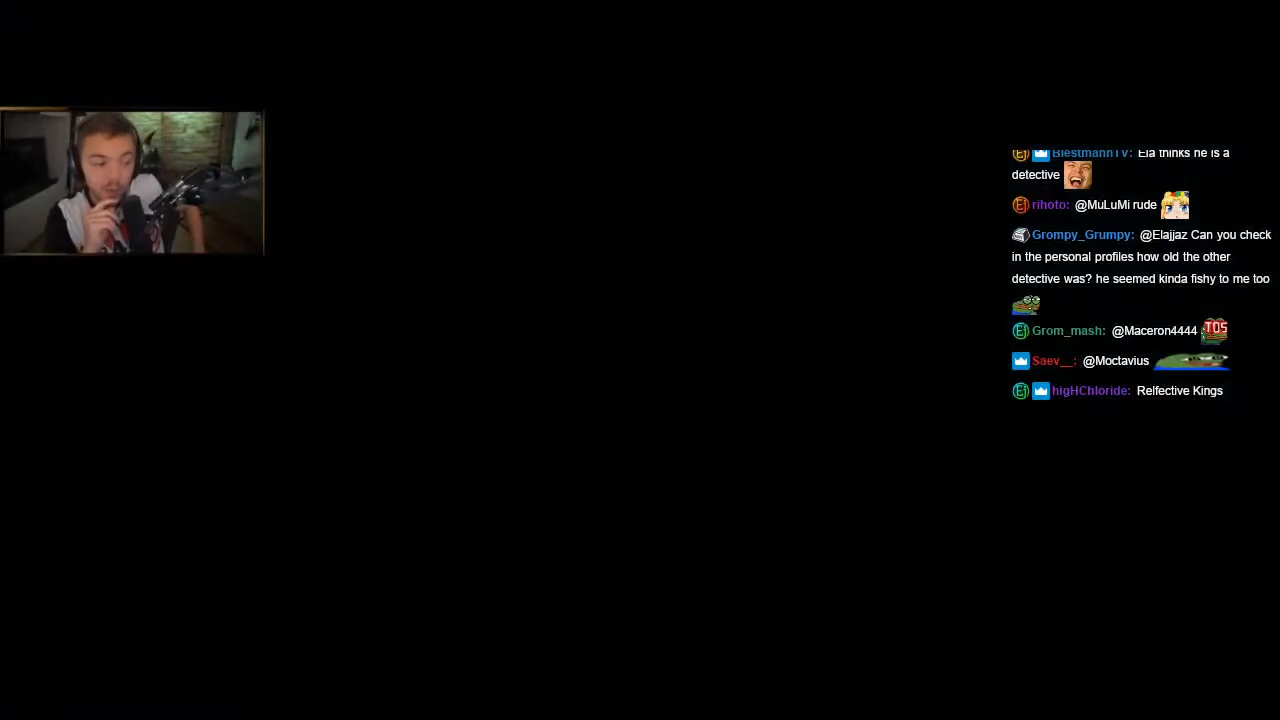 BiestmannTV: Ela thinks he is a
detective
rihoto: @MuLuMi rude
Grompy_Grumpy: @Elajjaz Can you check
in the personal profiles how old the other
detective was? he seemed kinda fishy to me too
Grom_mash: @Maceron4444 TOS
Saev__: @Moctavius
higHChloride: Relfective Kings